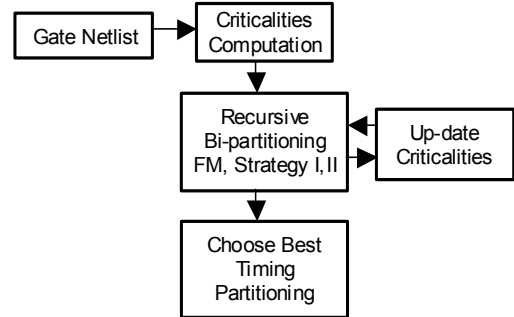 Gate Netlist
Criticalities
Computation
Recursive
Bi-partitioning
FM, Strategy I,II
Up-date
Criticalities
Choose Best
Timing
Partitioning